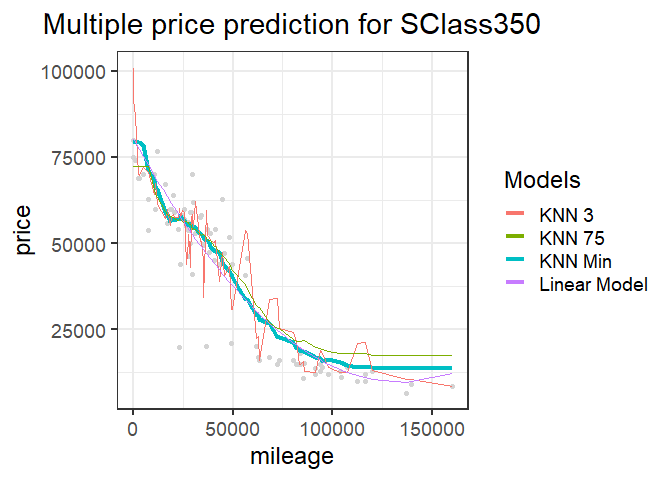 Multiple price prediction for SClass350
100000
75000
50000
25000
price
0
50000
100000
150000
mileage
Models
KNN 3
KNN 75
KNN Min
Linear Model